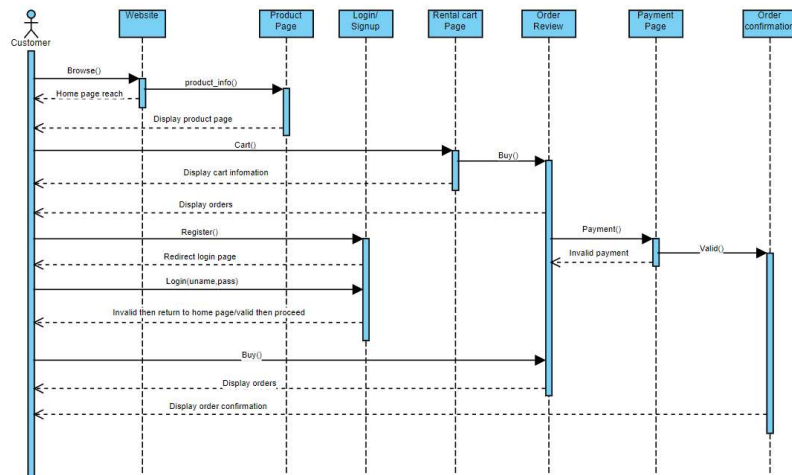 Website
Product
Page
Login/
Signup
Rental cart
Page
Order
Review
Payment
Page
Order
confirmation
Customer
Browse()
product_info()
Home page reach
Display product page
Cart()
Buy()
Display cart infomation
Display orders
Register()
Payment()
Redirect login page
Invalid payment
Valid()
Login(uname,pass)
Invalid then return to home page/valid then proceed
Buy()
Display orders
Display order confirmation